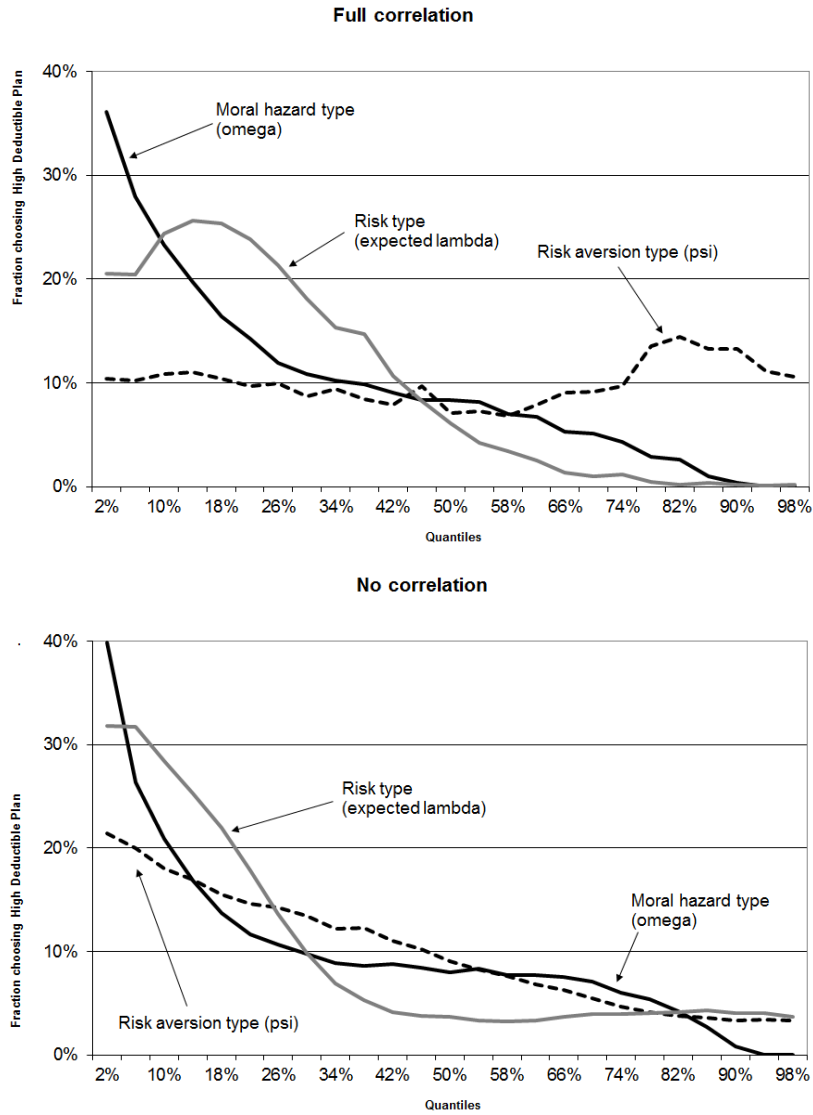 Full correlation
Fraction choosing High Deductible Plan
40%
30%
20%
10%
0%
Moral hazard type
(omega)
Risk type
(expected lambda)
Risk aversion type (psi)
2%
10%
18%
26%
34%
42%
50%
58%
66%
74%
82%
90%
98%
Quantiles
No correlation
Fraction choosing High Deductible Plan
40%
30%
20%
10%
0%
Risk type
(expected lambda)
Moral hazard type
(omega)
Risk aversion type (psi)
2%
10%
18%
26%
34%
42%
50%
58%
66%
74%
82%
90%
98%
Quantiles